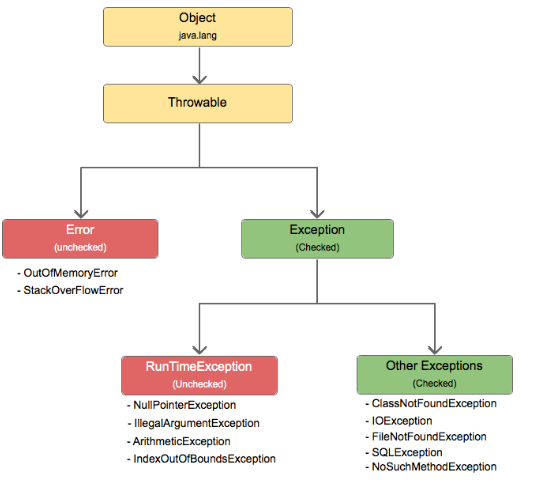 Object
java.lang
Throwable
Error
(unchecked)
- OutOfMemoryError
- StackOverFlowError
Exception
(Checked)
RunTimeException
(Unchecked)
- NullPointerException
- IllegalArgumentException
- ArithmeticException
- IndexOutOfBoundsException
Other Exceptions
(Checked)
- ClassNotFoundException
- IOException
- FileNotFoundException
- SQLException
- NoSuchMethodException